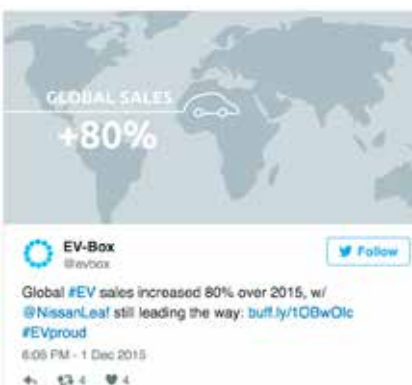 GLOBAL SALES
+80%
EV-Box
@evbox
Follow
Global #EV sales increased 80% over 2015, w/
@NissanLeaf still leading the way: buff.ly/1OBwOlc
#EVproud
6:05 PM - 1 Dec 2015
4 4